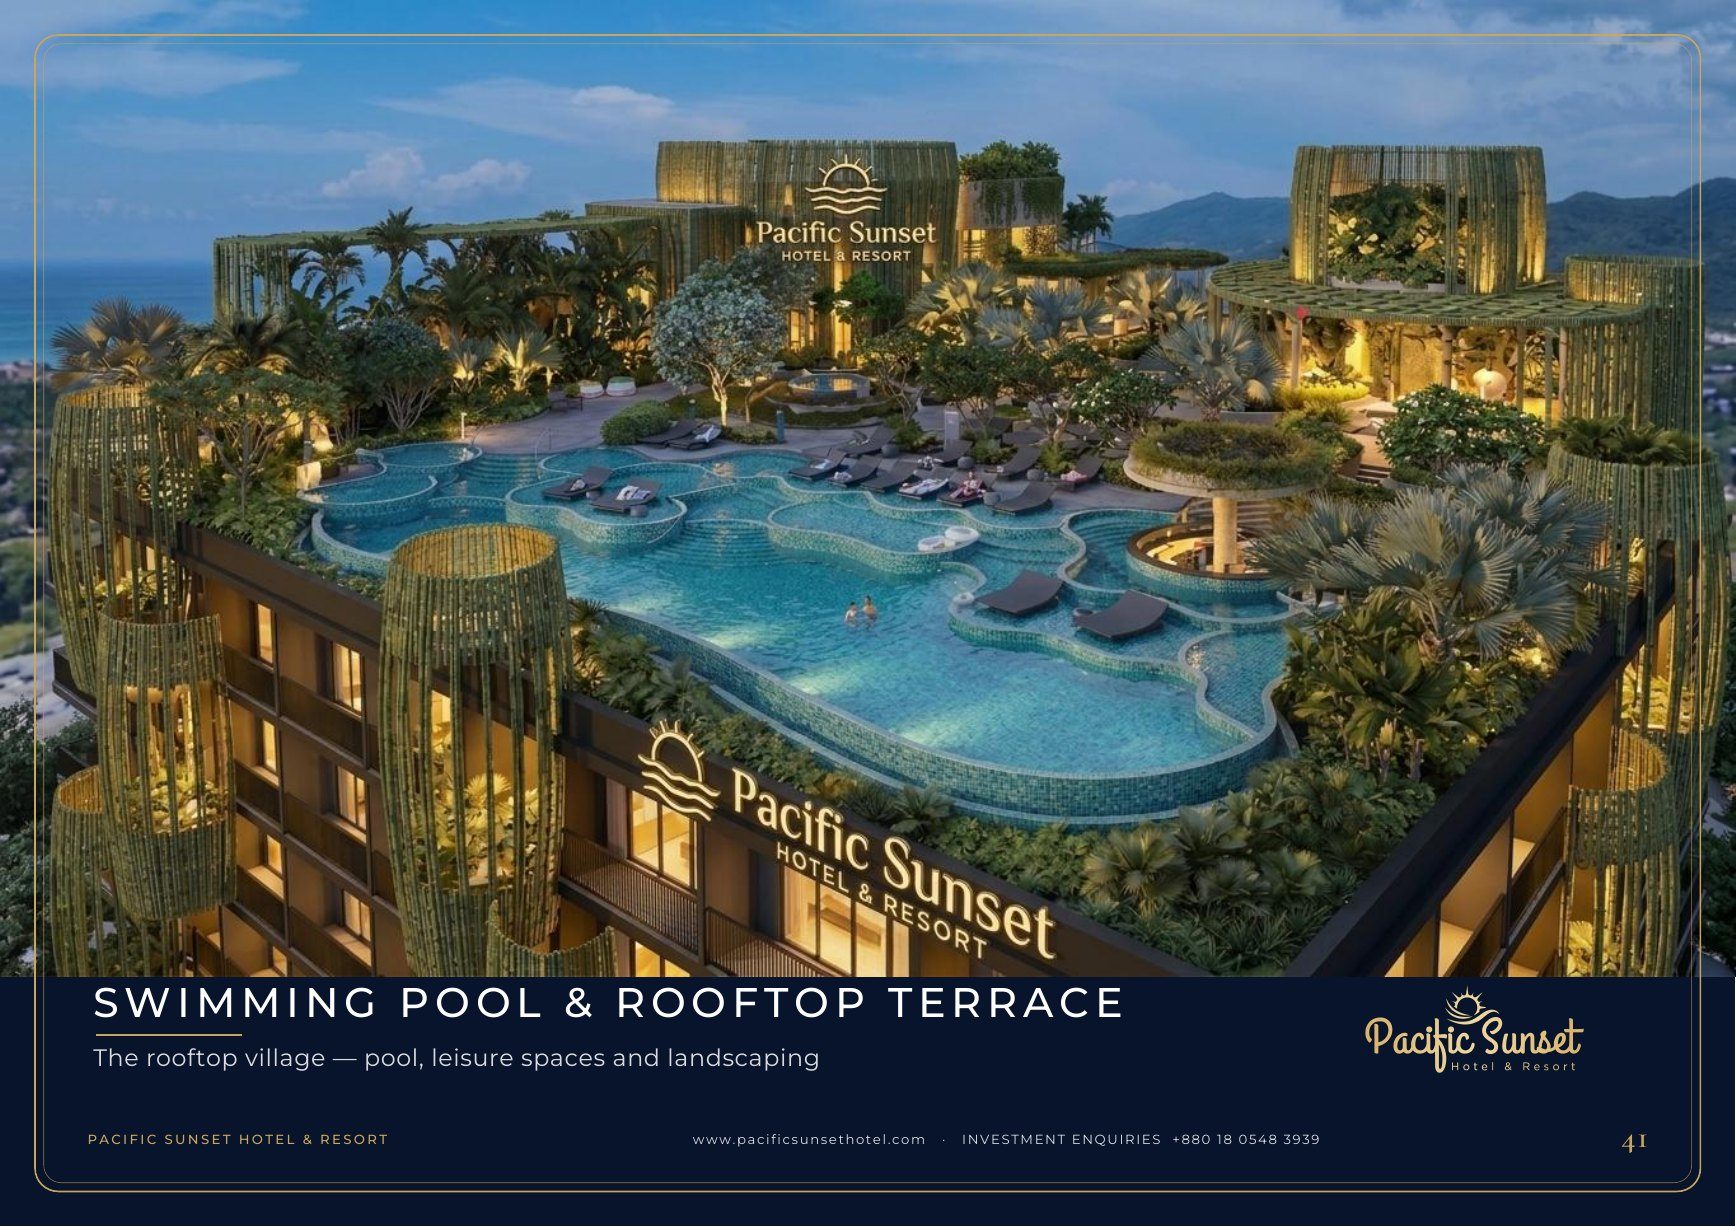 Pacific Sunset
HOTEL & RESORT
Pacific Sunset
HOTEL & RESORT
SWIMMING POOL & ROOFTOP TERRACE
The rooftop village — pool, leisure spaces and landscaping
Pacific Sunset
Hotel & Resort
PACIFIC SUNSET HOTEL & RESORT
www.pacificsunsethotel.com · INVESTMENT ENQUIRIES +880 18 0548 3939
41